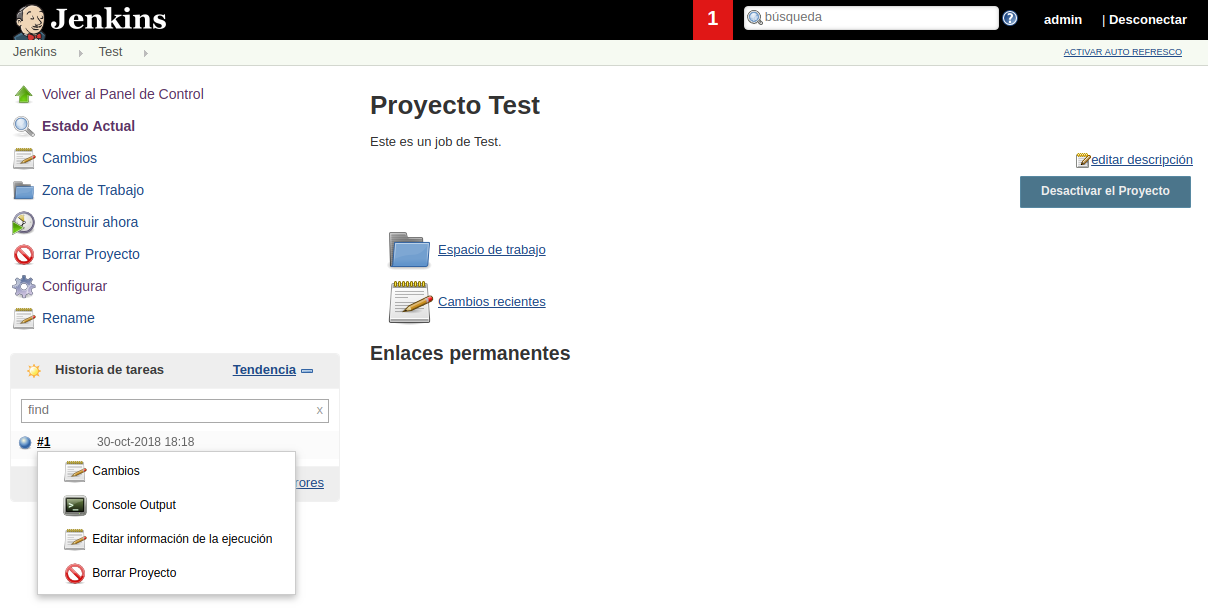 Jenkins
1
búsqueda
admin
| Desconectar
Jenkins
Test
ACTIVAR AUTO REFRESCO
Volver al Panel de Control
Estado Actual
Cambios
Zona de Trabajo
Construir ahora
Borrar Proyecto
Configurar
Rename
Proyecto Test
Este es un job de Test.
editar descripción
Desactivar el Proyecto
Espacio de trabajo
Cambios recientes
Enlaces permanentes
Historia de tareas
Tendencia
find
x
#1
30-oct-2018 18:18
Cambios
rores
Console Output
Editar información de la ejecución
Borrar Proyecto